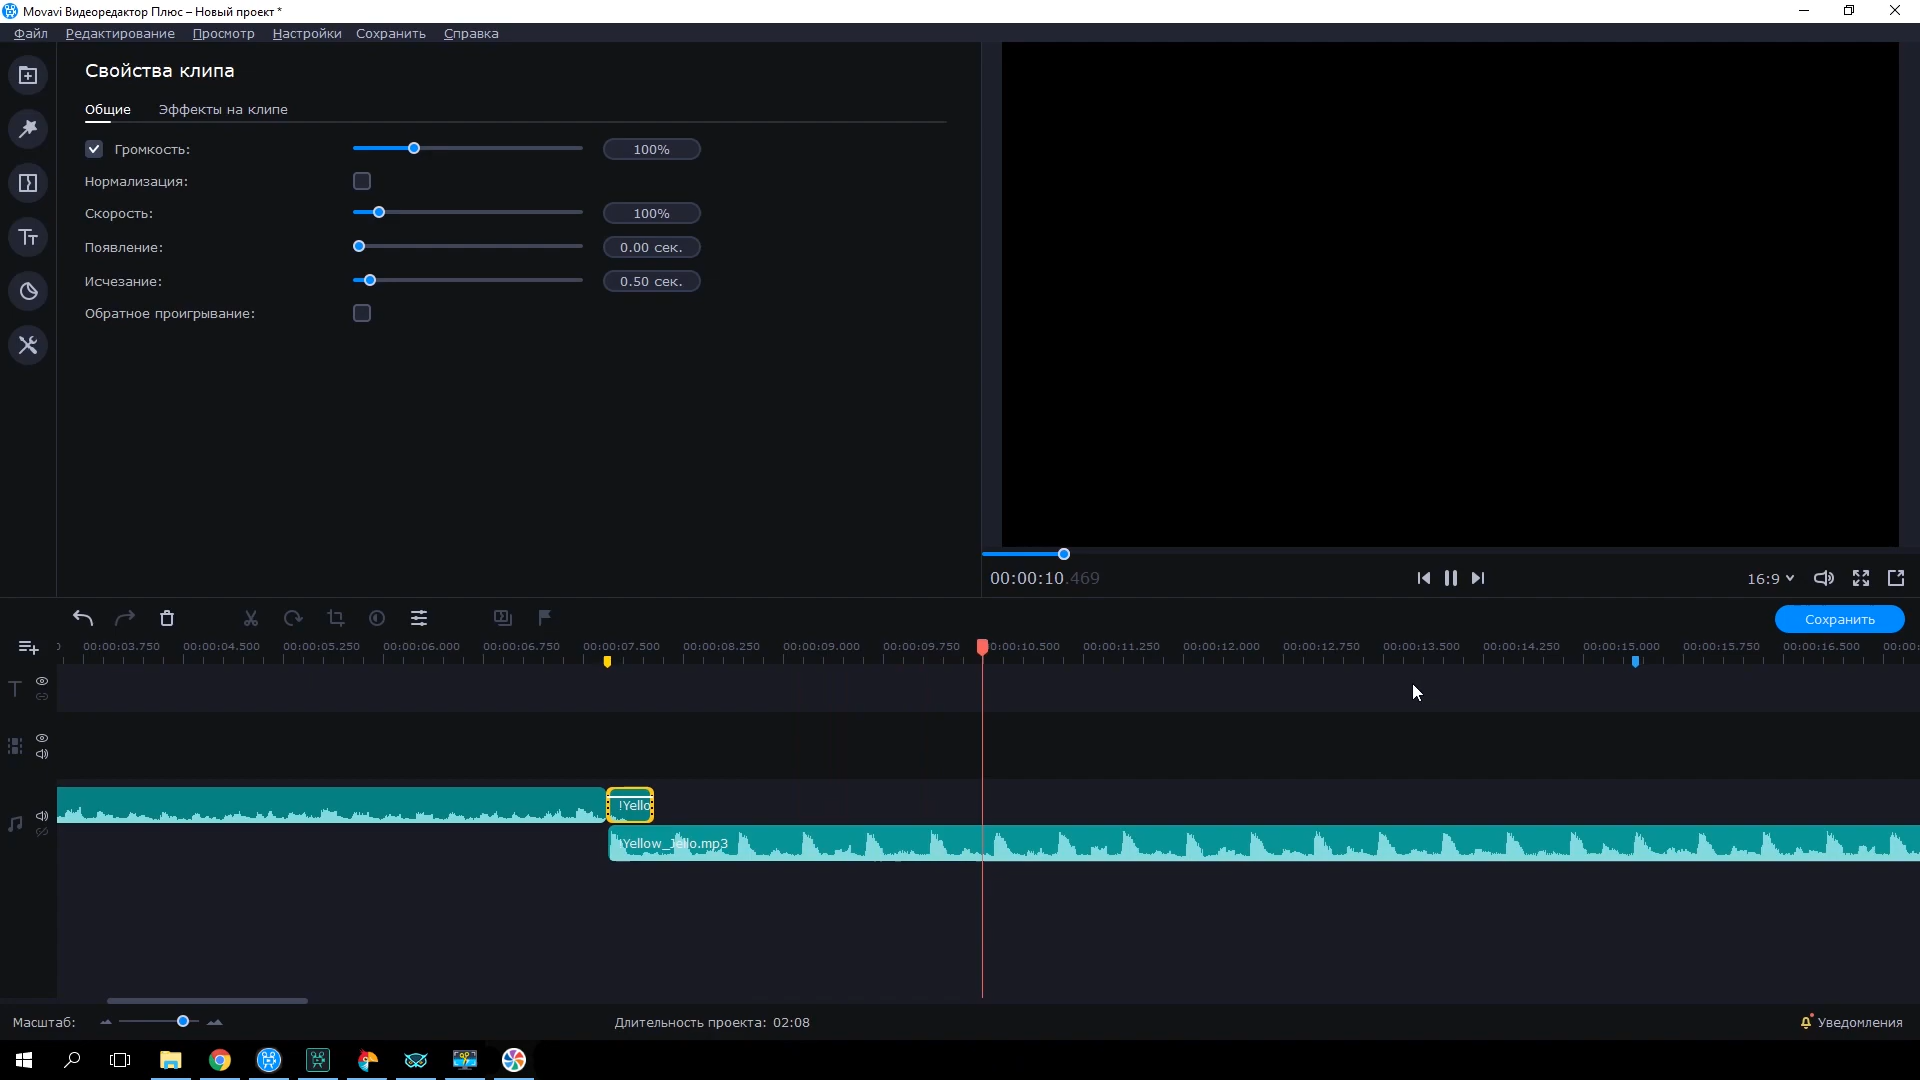 Movavi Видеоредактор Плюс – Новый проект *
Файл Редактирование Просмотр Настройки Сохранить Справка
Свойства клипа
Общие Эффекты на клипе
Громкость: 100%
Нормализация:
Скорость: 100%
Появление: 0.00 сек.
Исчезание: 0.50 сек.
Обратное проигрывание:
00:00:10.469
16:9
Сохранить
00:00:03.750 00:00:04.500 00:00:05.250 00:00:06.000 00:00:06.750 00:00:07.500 00:00:08.250 00:00:09.000 00:00:09.750 0:00:10.500 00:00:11.250 00:00:12.000 00:00:12.750 00:00:13.500 00:00:14.250 00:00:15.000 00:00:15.750 00:00:16.500 00:00:
!Yello
!Yellow_Jello.mp3
Масштаб:
Длительность проекта: 02:08
Уведомления